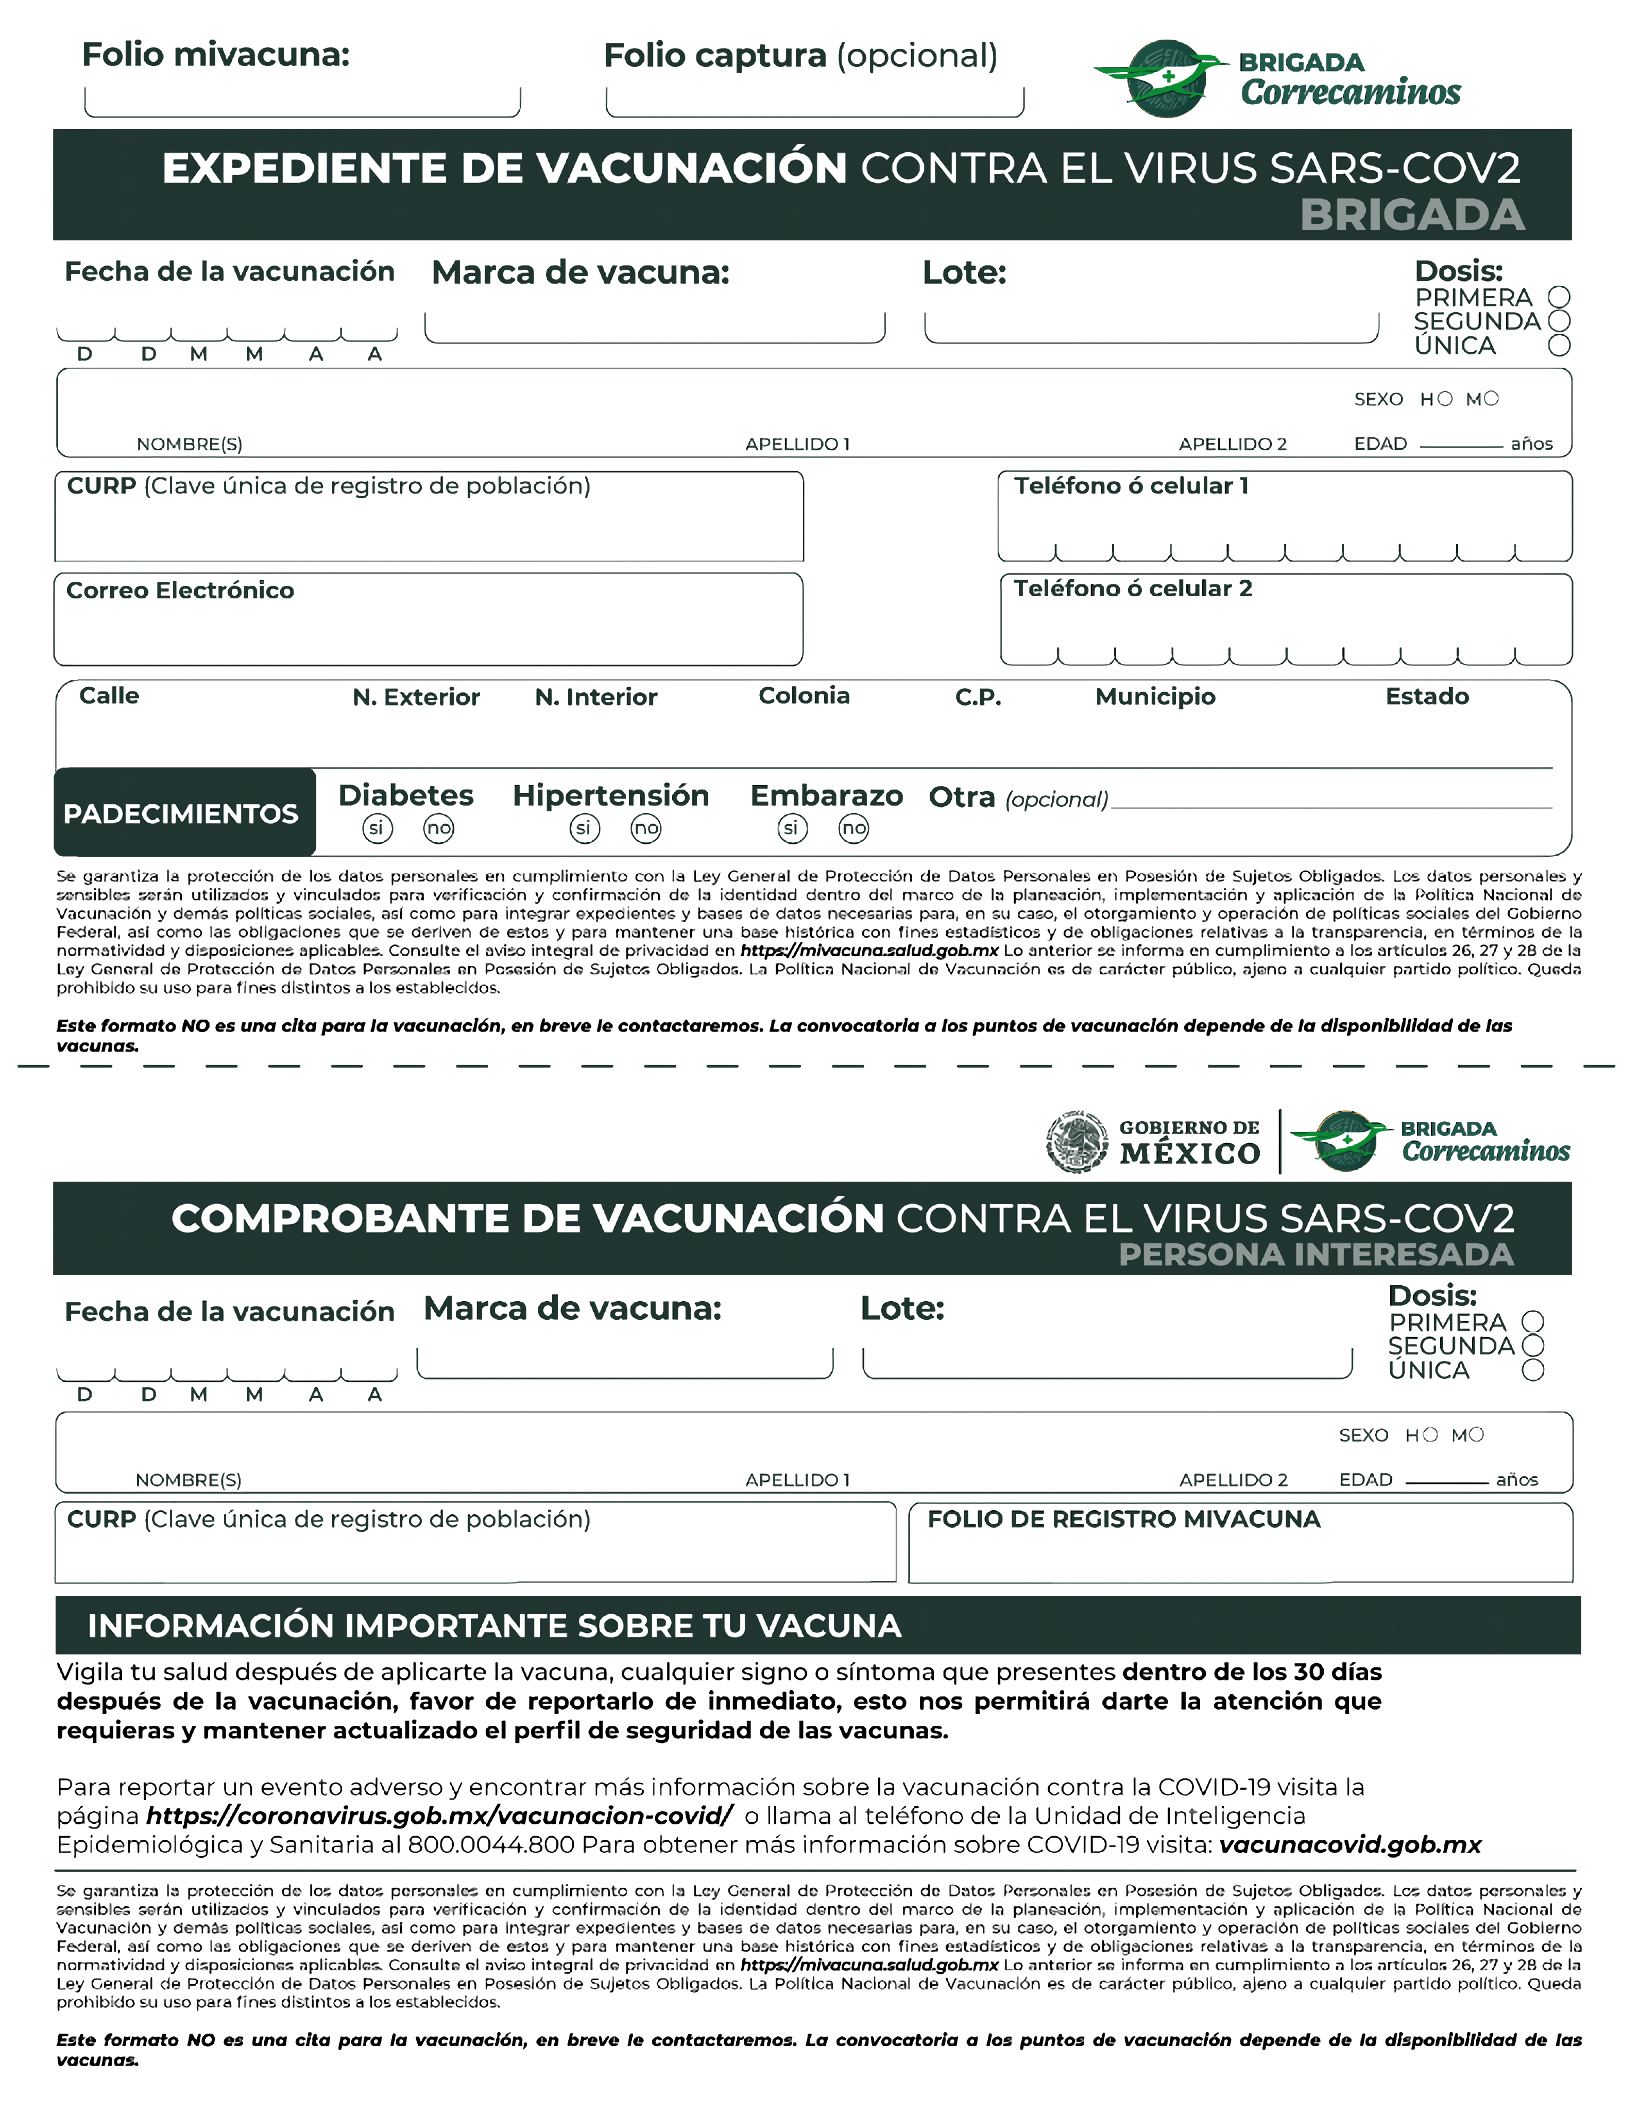 Folio mivacuna: Folio captura (opcional) BRIGADA
Correcaminos
EXPEDIENTE DE VACUNACIÓN CONTRA EL VIRUS SARS-COV2
BRIGADA
Fecha de la vacunación Marca de vacuna: Lote: Dosis:
PRIMERA
SEGUNDA
ÚNICA
D D M M A A
SEXO H M
NOMBRE(S) APELLIDO 1 APELLIDO 2 EDAD ______ años
CURP (Clave única de registro de población) Teléfono ó celular 1
Correo Electrónico Teléfono ó celular 2
Calle N. Exterior N. Interior Colonia C.P. Municipio Estado
PADECIMIENTOS Diabetes Hipertensión Embarazo Otra (opcional)
si no si no si no
Se garantiza la protección de los datos personales en cumplimiento con la Ley General de Protección de Datos Personales en Posesión de Sujetos Obligados. Los datos personales y
sensibles serán utilizados y vinculados para verificación y confirmación de la identidad dentro del marco de la planeación, implementación y aplicación de la Política Nacional de
Vacunación y demás políticas sociales, así como para integrar expedientes y bases de datos necesarias para, en su caso, el otorgamiento y operación de políticas sociales del Gobierno
Federal, así como las obligaciones que se deriven de estos y para mantener una base histórica con fines estadísticos y de obligaciones relativas a la transparencia, en términos de la
normatividad y disposiciones aplicables. Consulte el aviso integral de privacidad en https://mivacuna.salud.gob.mx Lo anterior se informa en cumplimiento a los artículos 26, 27 y 28 de la
Ley General de Protección de Datos Personales en Posesión de Sujetos Obligados. La Política Nacional de Vacunación es de carácter público, ajeno a cualquier partido político. Queda
prohibido su uso para fines distintos a los establecidos.
Este formato NO es una cita para la vacunación, en breve le contactaremos. La convocatoria a los puntos de vacunación depende de la disponibilidad de las
vacunas.
GOBIERNO DE
MÉXICO
BRIGADA
Correcaminos
COMPROBANTE DE VACUNACIÓN CONTRA EL VIRUS SARS-COV2
PERSONA INTERESADA
Fecha de la vacunación Marca de vacuna: Lote: Dosis:
PRIMERA
SEGUNDA
ÚNICA
D D M M A A
SEXO H M
NOMBRE(S) APELLIDO 1 APELLIDO 2 EDAD ______ años
CURP (Clave única de registro de población) FOLIO DE REGISTRO MIVACUNA
INFORMACIÓN IMPORTANTE SOBRE TU VACUNA
Vigila tu salud después de aplicarte la vacuna, cualquier signo o síntoma que presentes dentro de los 30 días
después de la vacunación, favor de reportarlo de inmediato, esto nos permitirá darte la atención que
requieras y mantener actualizado el perfil de seguridad de las vacunas.
Para reportar un evento adverso y encontrar más información sobre la vacunación contra la COVID-19 visita la
página https://coronavirus.gob.mx/vacunacion-covid/ o llama al teléfono de la Unidad de Inteligencia
Epidemiológica y Sanitaria al 800.0044.800 Para obtener más información sobre COVID-19 visita: vacunacovid.gob.mx
Se garantiza la protección de los datos personales en cumplimiento con la Ley General de Protección de Datos Personales en Posesión de Sujetos Obligados. Los datos personales y
sensibles serán utilizados y vinculados para verificación y confirmación de la identidad dentro del marco de la planeación, implementación y aplicación de la Política Nacional de
Vacunación y demás políticas sociales, así como para integrar expedientes y bases de datos necesarias para, en su caso, el otorgamiento y operación de políticas sociales del Gobierno
Federal, así como las obligaciones que se deriven de estos y para mantener una base histórica con fines estadísticos y de obligaciones relativas a la transparencia, en términos de la
normatividad y disposiciones aplicables. Consulte el aviso integral de privacidad en https://mivacuna.salud.gob.mx Lo anterior se informa en cumplimiento a los artículos 26, 27 y 28 de la
Ley General de Protección de Datos Personales en Posesión de Sujetos Obligados. La Política Nacional de Vacunación es de carácter público, ajeno a cualquier partido político. Queda
prohibido su uso para fines distintos a los establecidos.
Este formato NO es una cita para la vacunación, en breve le contactaremos. La convocatoria a los puntos de vacunación depende de la disponibilidad de las
vacunas.